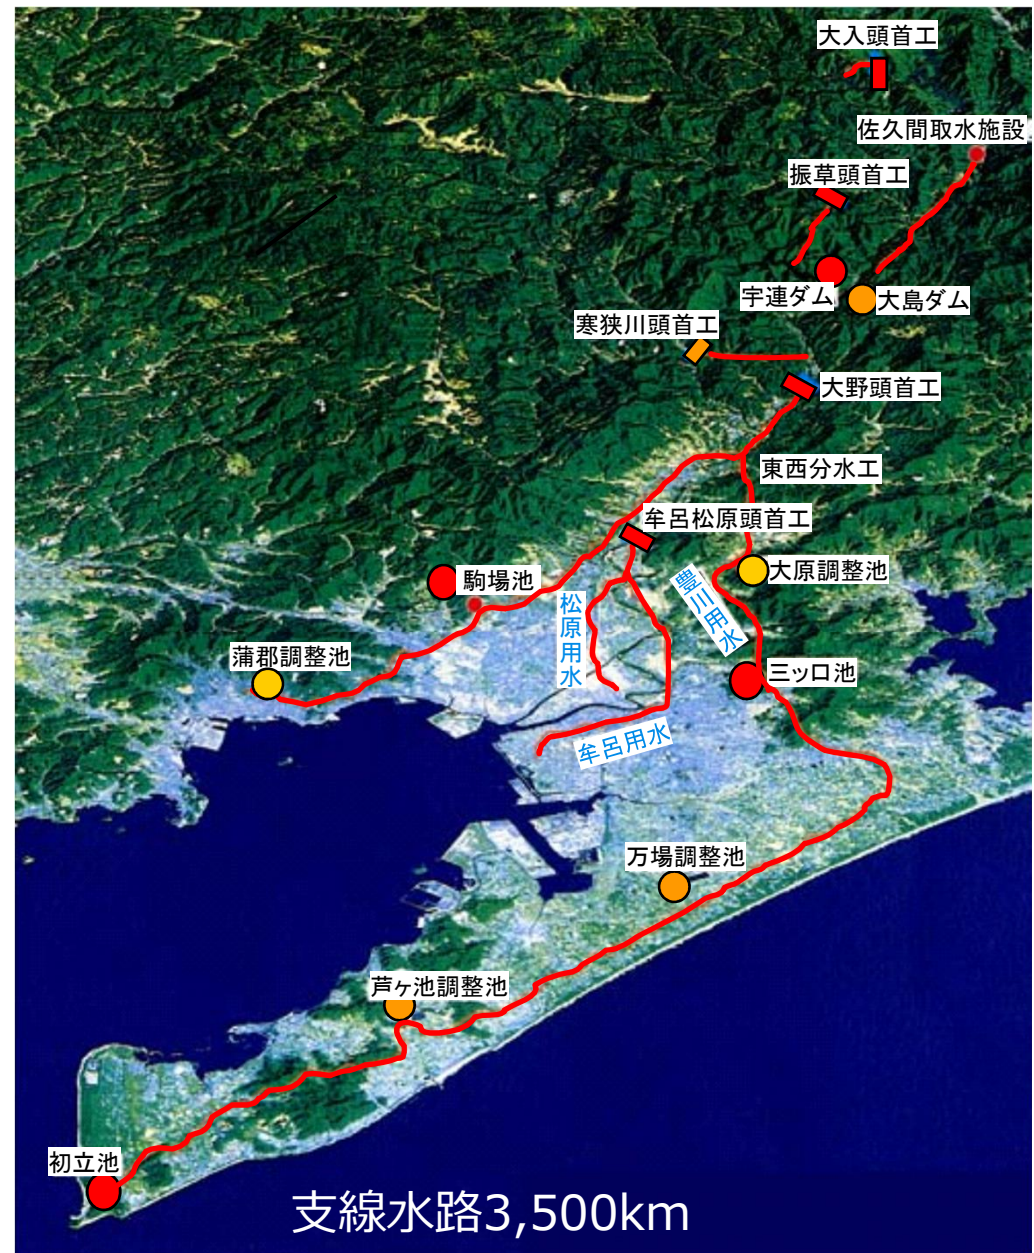 大入頭首工
佐久間取水施設
振草頭首工
宇連ダム
大島ダム
寒狭川頭首工
大野頭首工
東西分水工
牟呂松原頭首工
大原調整池
駒場池
豊川用水
松原用水
蒲郡調整池
三ッ口池
牟呂用水
万場調整池
芦ヶ池調整池
初立池
支線水路3,500km